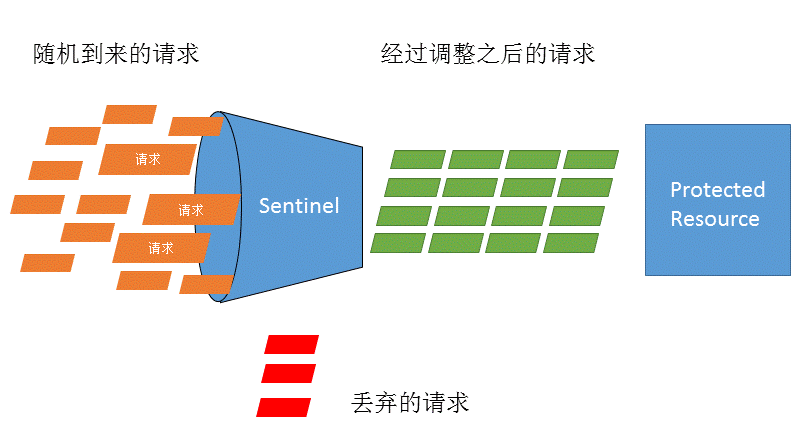 随机到来的请求
经过调整之后的请求
请求
请求
请求
Sentinel
Protected
Resource
丢弃的请求